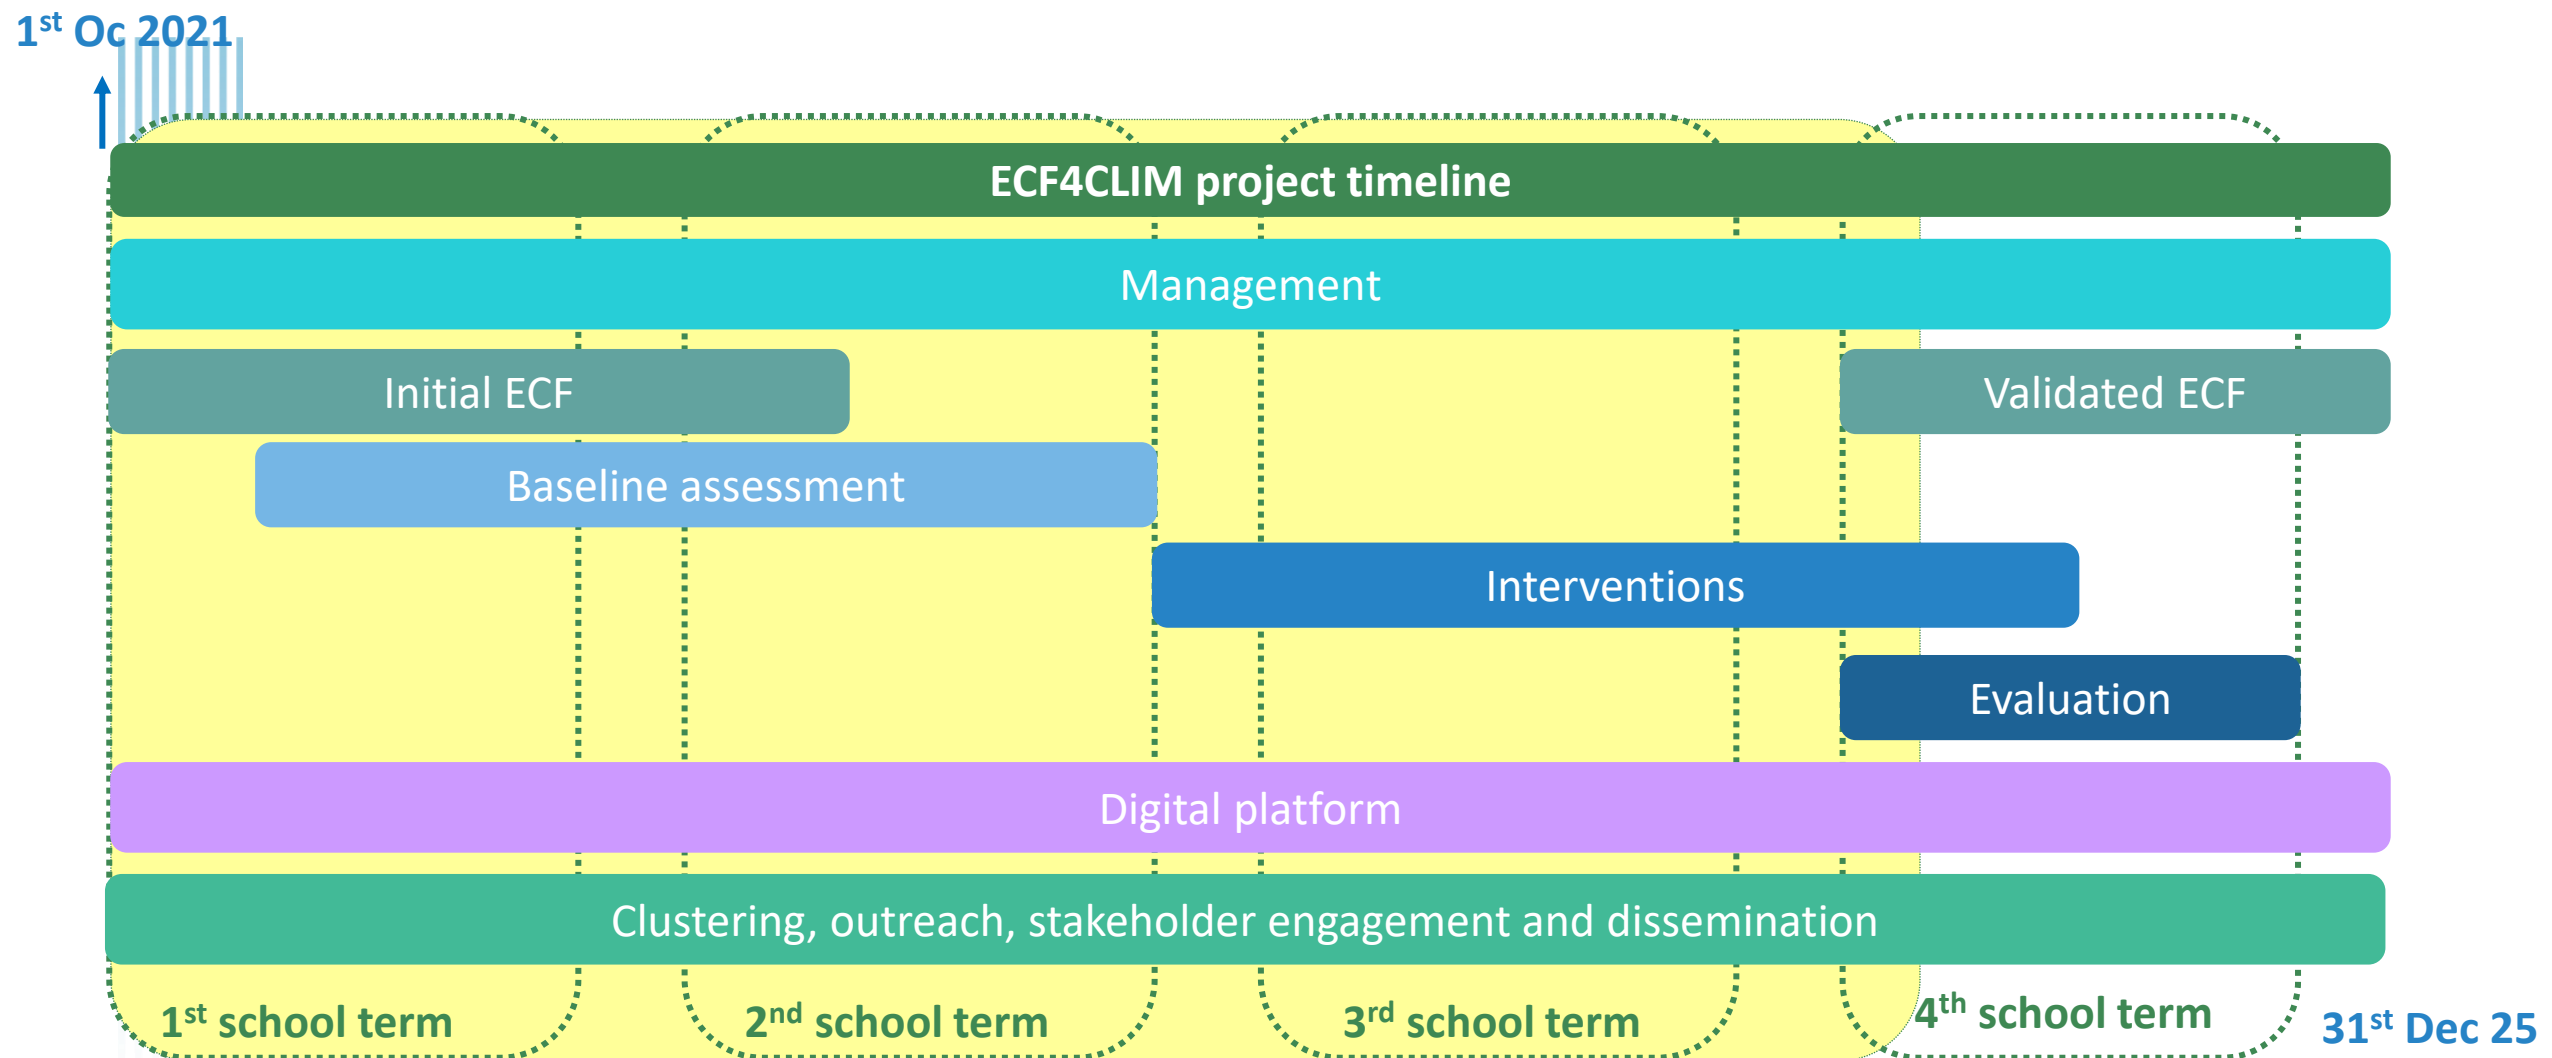 1st Oc 2021
ECF4CLIM project timeline
Management
Initial ECF
Validated ECF
Baseline assessment
Interventions
Evaluation
Digital platform
Clustering, outreach, stakeholder engagement and dissemination
1st school term
2nd school term
3rd school term
4th school term
31st Dec 25